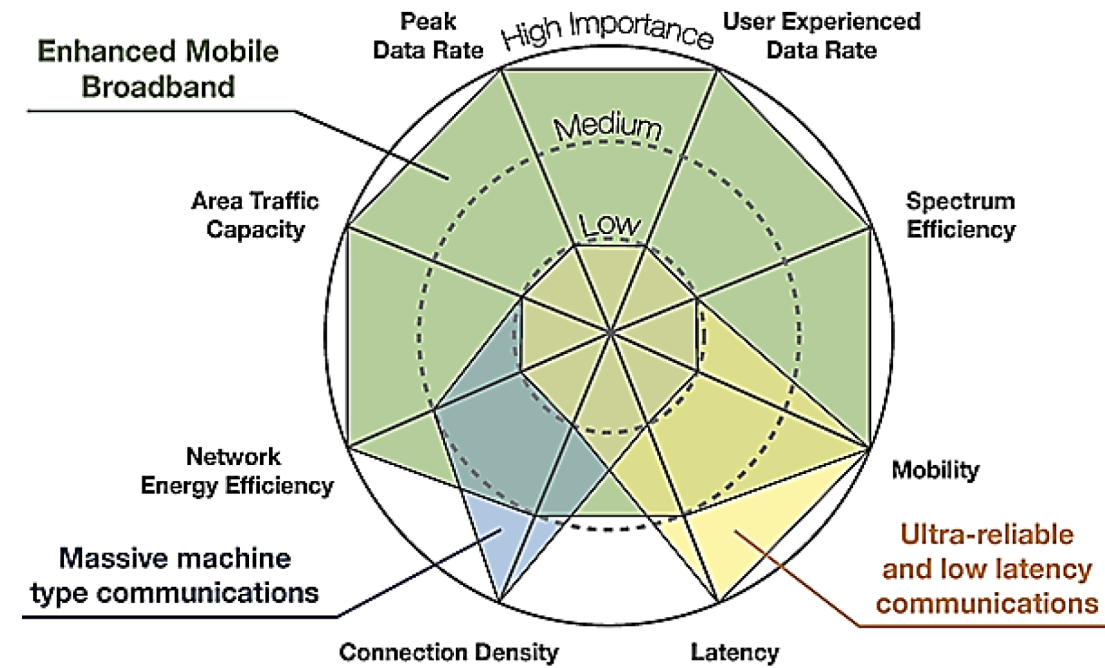 Peak
Data Rate
High Importance
User Experienced
Data Rate
Enhanced Mobile
Broadband
Medium
Area Traffic
Capacity
Low
Spectrum
Efficiency
Network
Energy Efficiency
Mobility
Massive machine
type communications
Ultra-reliable
and low latency
communications
Connection Density
Latency